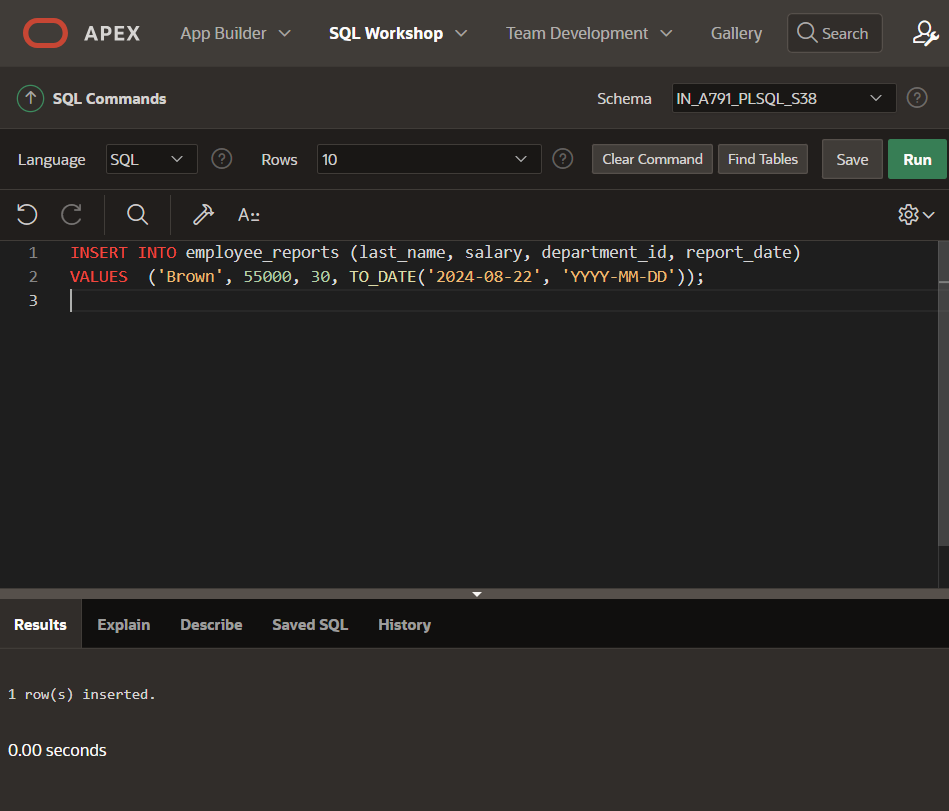 APEX App Builder SQL Workshop Team Development Gallery Search
SQL Commands Schema IN_A791_PLSQL_S38 ?
Language SQL ? Rows 10 ? Clear Command Find Tables Save Run
A::
1 INSERT INTO employee_reports (last_name, salary, department_id, report_date)
2 VALUES  ('Brown', 55000, 30, TO_DATE('2024-08-22', 'YYYY-MM-DD'));
3
Results Explain Describe Saved SQL History
1 row(s) inserted.
0.00 seconds